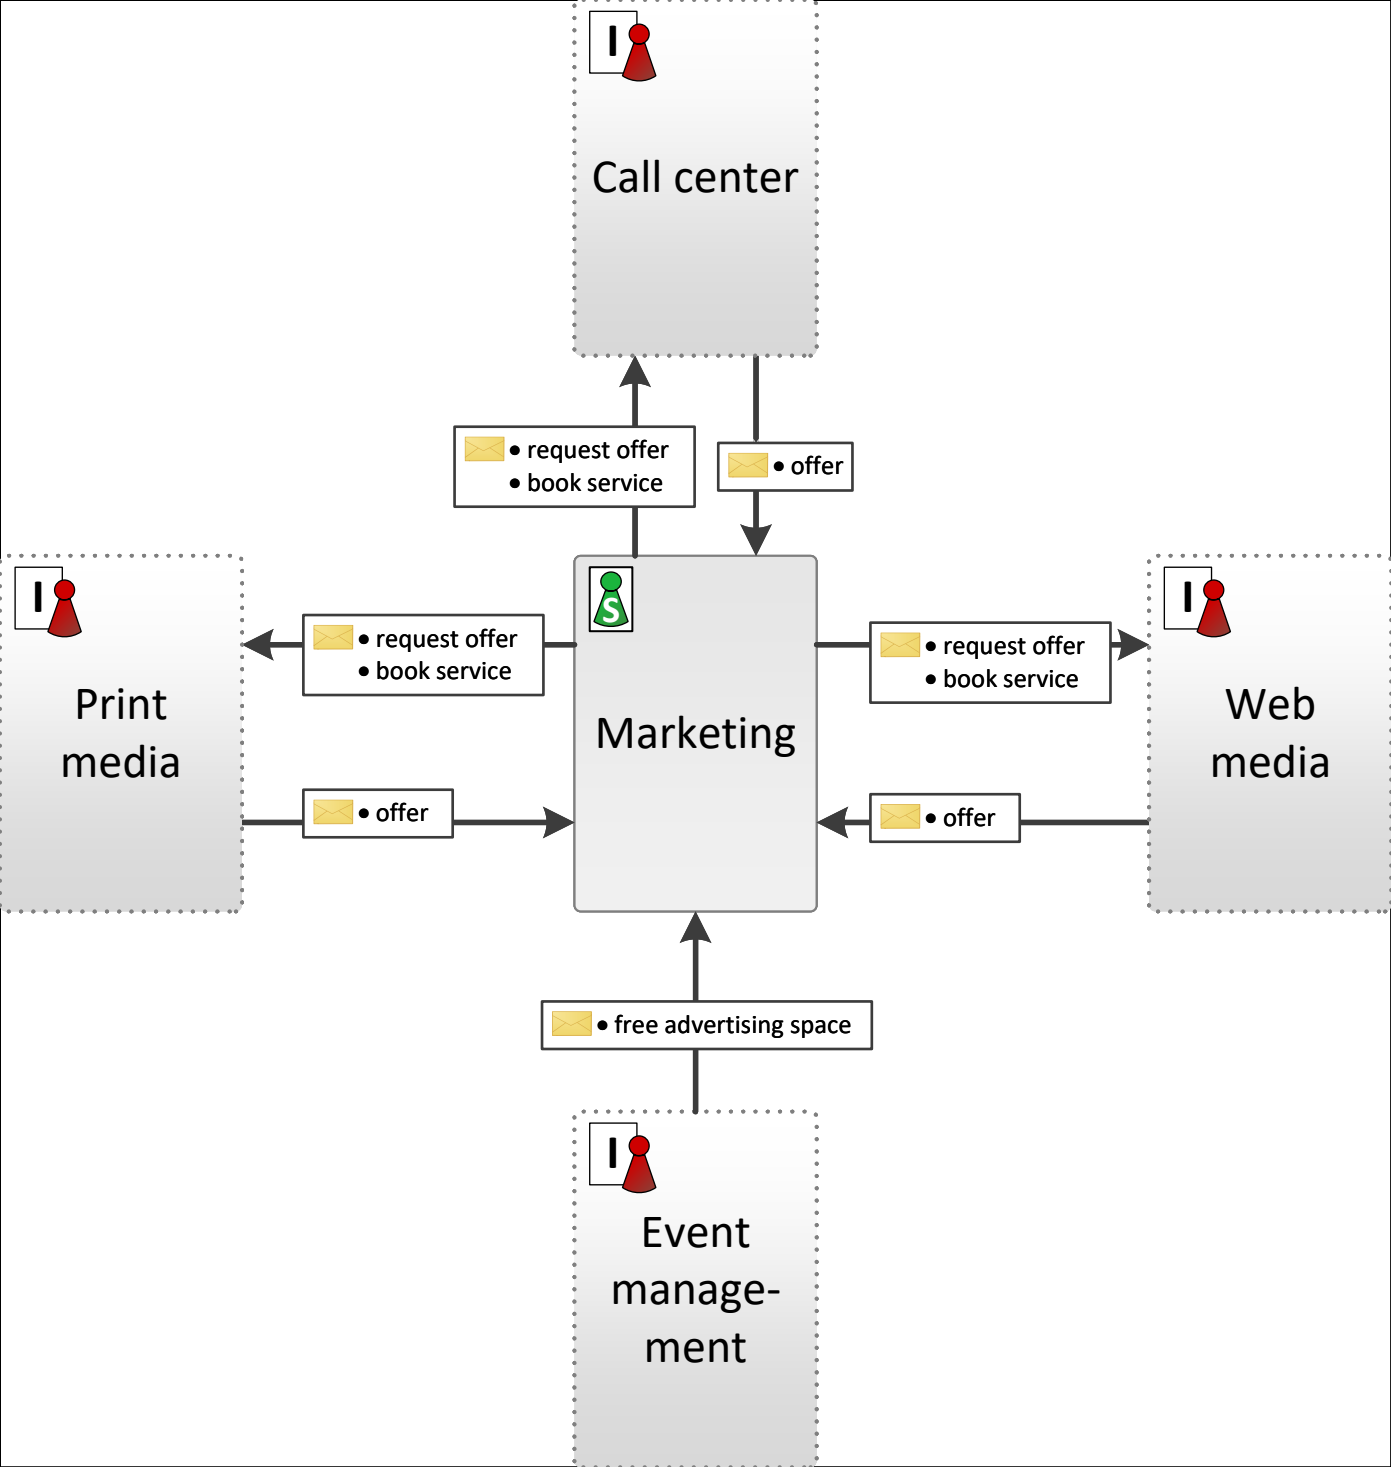 I
Call center
• request offer
• book service
• offer
I
Print
media
• request offer
• book service
• offer
S
Marketing
• request offer
• book service
• offer
I
Web
media
• free advertising space
I
Event
manage-
ment